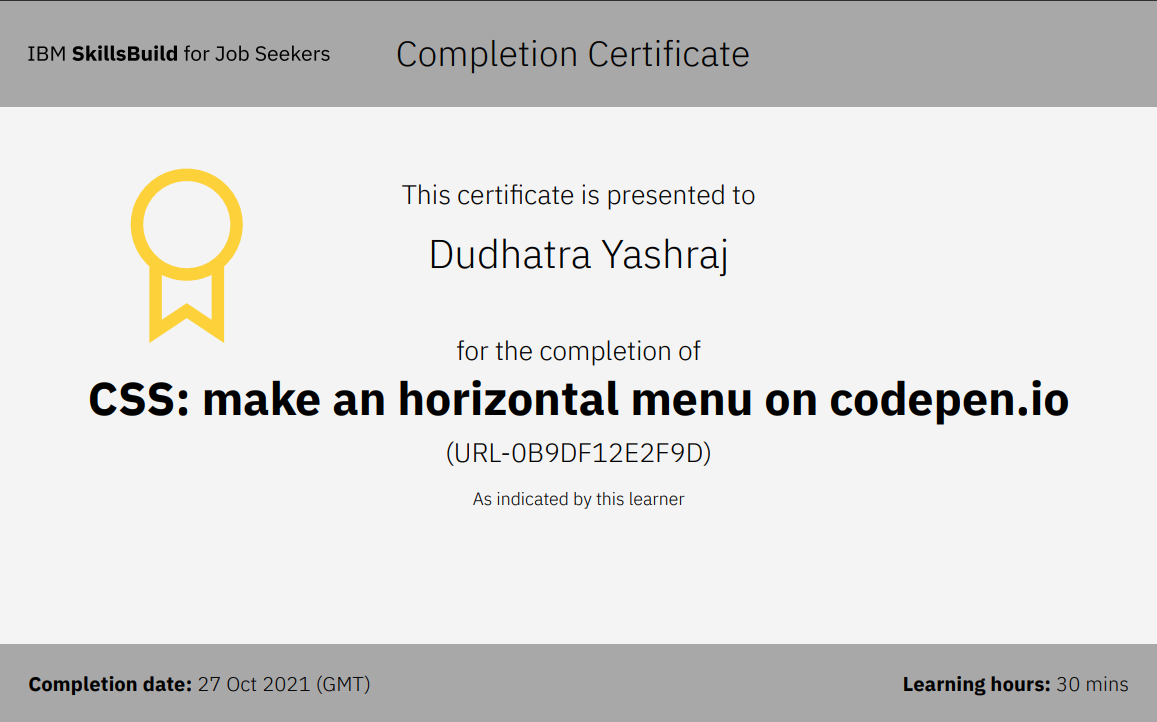 IBM SkillsBuild for Job Seekers
Completion Certificate
This certificate is presented to
Dudhatra Yashraj
for the completion of
CSS: make an horizontal menu on codepen.io
(URL-0B9DF12E2F9D)
As indicated by this learner
Completion date: 27 Oct 2021 (GMT)
Learning hours: 30 mins